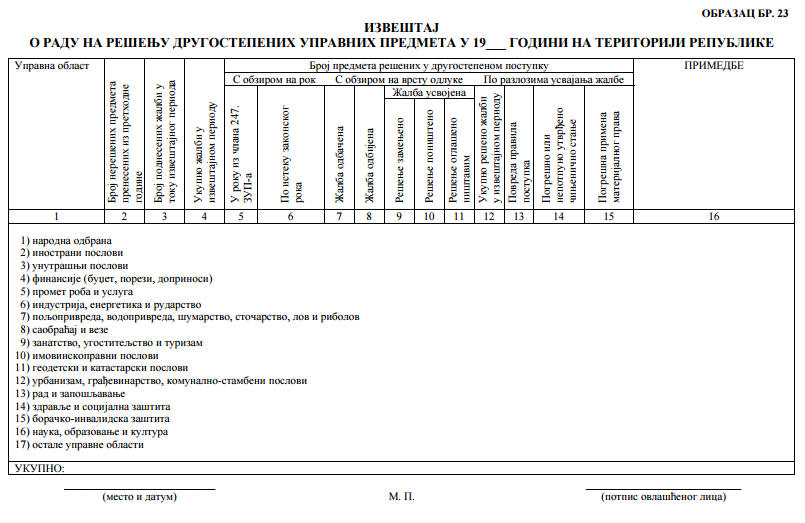 ОБРАЗАЦ БР. 23
ИЗВЕШТАЈ
О РАДУ НА РЕШЕЊУ ДРУГОСТЕПЕНИХ УПРАВНИХ ПРЕДМЕТА У 19___ ГОДИНИ НА ТЕРИТОРИЈИ РЕПУБЛИКЕ
Управна област
Број нерешених предмета
пренесених из претходне
године
Број поднесених жалби у
току извештајног периода
Укупно жалби у
извештајном периоду
Број предмета решених у другостепеном поступку
С обзиром на рок
С обзиром на врсту одлуке
По разлозима усвајања жалбе
Жалба усвојена
У року из члана 247.
ЗУП-а
По истеку законског
рока
Жалба одбачена
Жалба одбијена
Решење замењено
Решење поништено
Решење оглашено
ништавим
Укупно решено жалби
у извештајном периоду
Повреда правила
поступка
Погрешно или
непотпуно утврђено
чињенично стање
Погрешна примена
материјалног права
ПРИМЕДБЕ
1 2 3 4 5 6 7 8 9 10 11 12 13 14 15 16
1) народна одбрана
2) инострани послови
3) унутрашњи послови
4) финансије (буџет, порези, доприноси)
5) промет роба и услуга
6) индустрија, енергетика и рударство
7) пољопривреда, водопривреда, шумарство, сточарство, лов и риболов
8) саобраћај и везе
9) занатство, угоститељство и туризам
10) имовинскоправни послови
11) геодетски и катастарски послови
12) урбанизам, грађевинарство, комунално-стамбени послови
13) рад и запошљавање
14) здравље и социјална заштита
15) борачко-инвалидска заштита
16) наука, образовање и култура
17) остале управне области
УКУПНО:
(место и датум) М. П. (потпис овлашћеног лица)